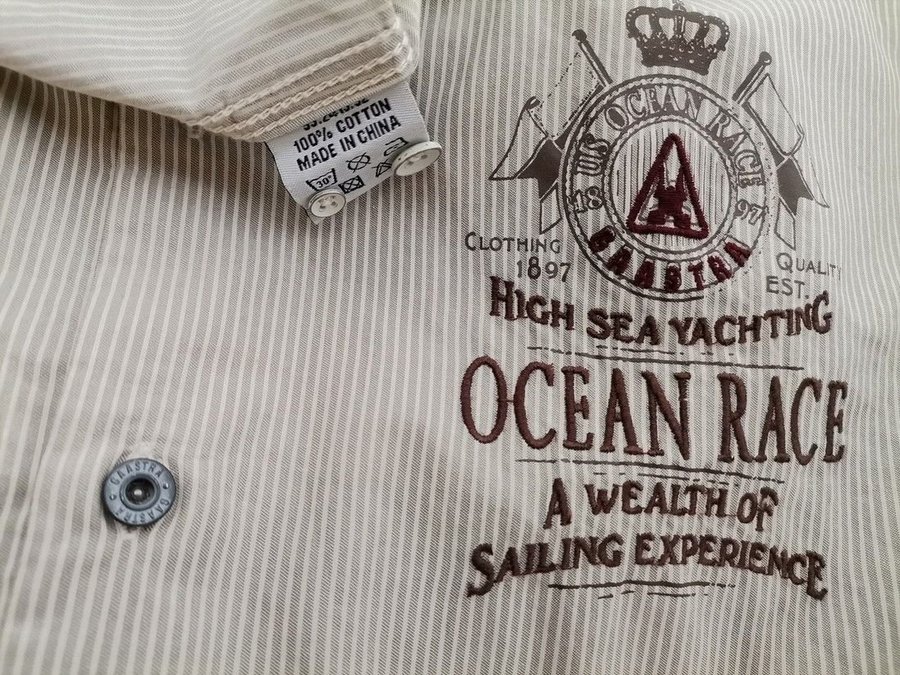 100% COTTON
MADE IN CHINA
30°
US OCEAN RACE
18 97
GAASTRA
CLOTHING
1897
QUALITY
EST.
HIGH SEA YACHTING
OCEAN RACE
A WEALTH OF
SAILING EXPERIENCE
GAASTRA GAASTRA